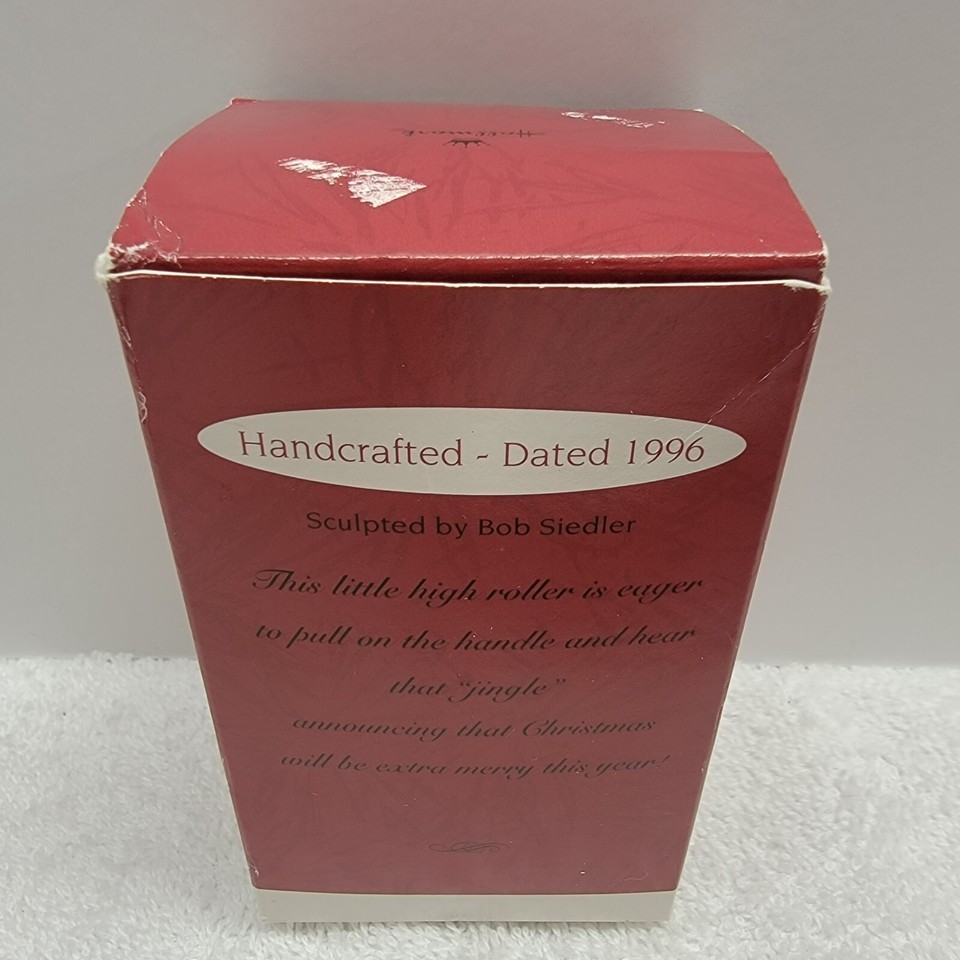 Hallmark
Handcrafted - Dated 1996
Sculpted by Bob Siedler
This little high roller is eager
to pull on the handle and hear
that "jingle"
announcing that Christmas
will be extra merry this year!